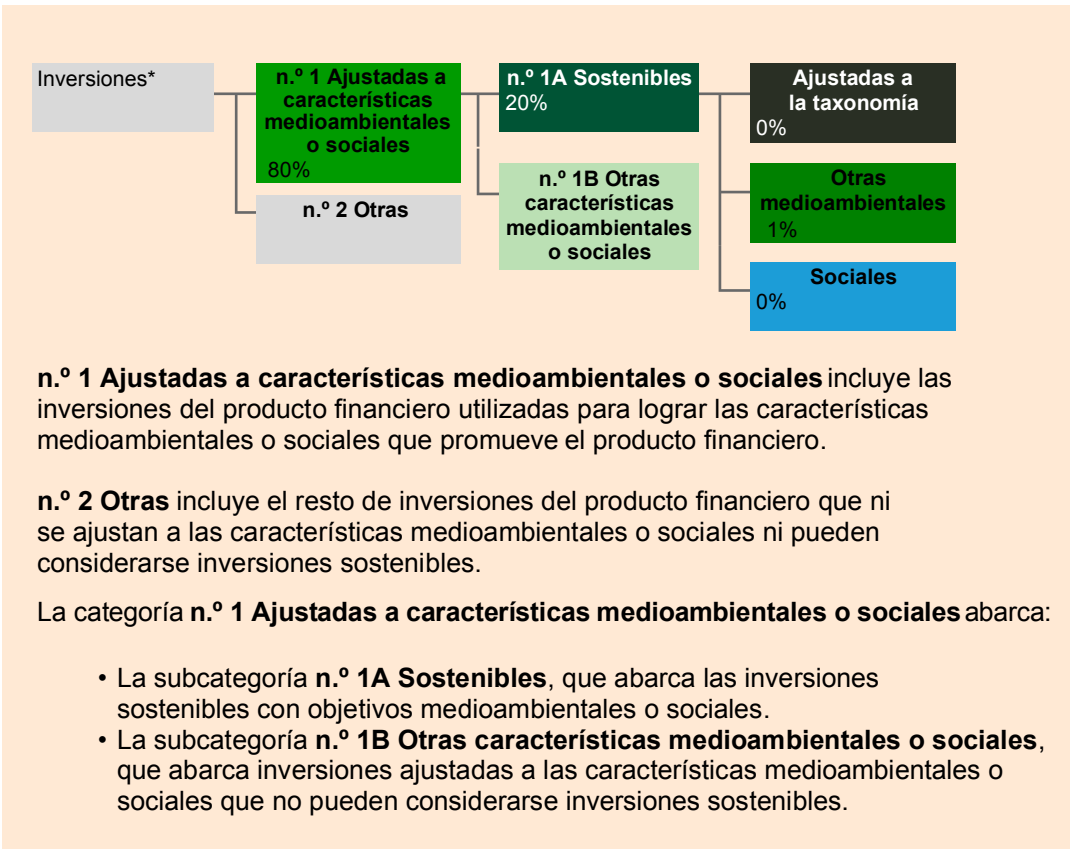 Inversiones*
n.º 1 Ajustadas a
características
medioambientales
o sociales
80%
n.º 2 Otras
n.º 1A Sostenibles
20%
n.º 1B Otras
características
medioambientales
o sociales
Ajustadas a
la taxonomía
0%
Otras
medioambientales
1%
Sociales
0%
n.º 1 Ajustadas a características medioambientales o sociales incluye las
inversiones del producto financiero utilizadas para lograr las características
medioambientales o sociales que promueve el producto financiero.
n.º 2 Otras incluye el resto de inversiones del producto financiero que ni
se ajustan a las características medioambientales o sociales ni pueden
considerarse inversiones sostenibles.
La categoría n.º 1 Ajustadas a características medioambientales o sociales abarca:
• La subcategoría n.º 1A Sostenibles, que abarca las inversiones
sostenibles con objetivos medioambientales o sociales.
• La subcategoría n.º 1B Otras características medioambientales o sociales,
que abarca inversiones ajustadas a las características medioambientales o
sociales que no pueden considerarse inversiones sostenibles.